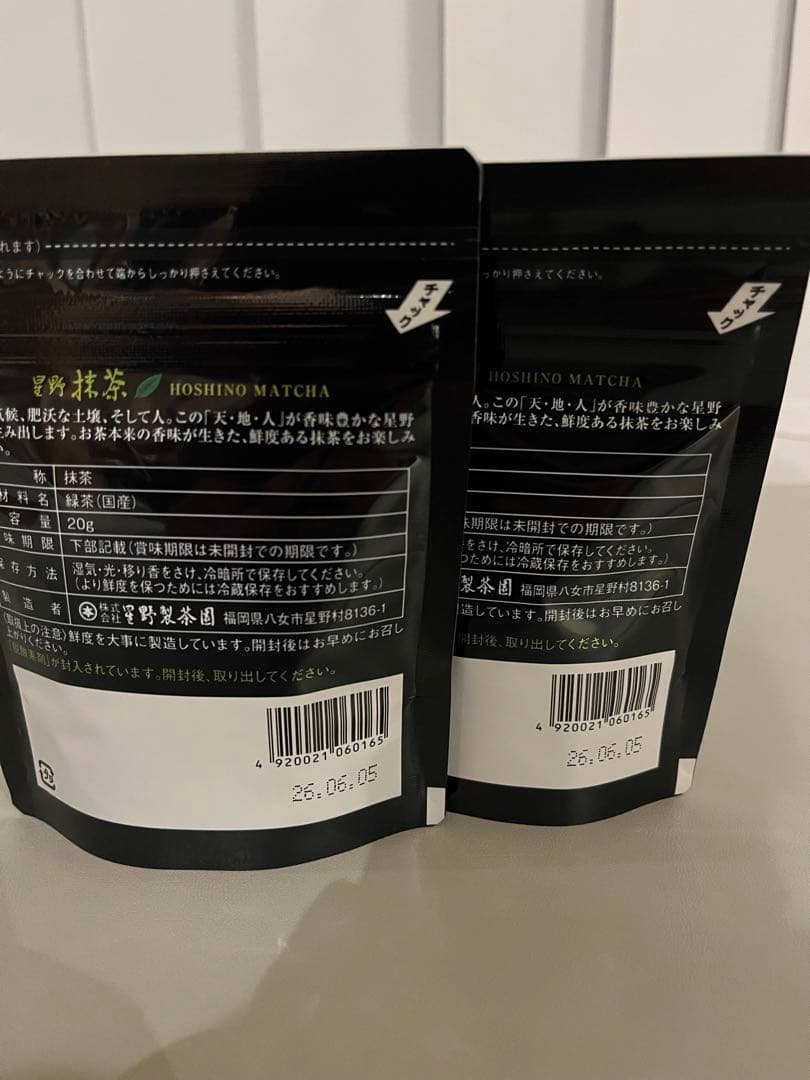 れます)
ようにチャックを合わせて端からしっかり押さえてください。
チャック
星野抹茶 HOSHINO MATCHA
気候、肥沃な土壌、そして人。この「天・地・人」が香味豊かな星野
生み出します。お茶本来の香味が生きた、鮮度ある抹茶をお楽しみ
い。
称 抹茶
材料名 緑茶(国産)
容量 20g
味期限 下部記載(賞味期限は未開封での期限です。)
保存方法 湿気・光・移り香をさけ、冷暗所で保存してください。
(より鮮度を保つためには冷蔵保存をおすすめします。)
製造者 株式会社 星野製茶園 福岡県八女市星野村8136-1
(取扱上の注意)鮮度を大事に製造しています。開封後はお早めにお召し
上がりください。
「脱酸素剤」が封入されています。開封後、取り出してください。
4 920021 060165
26.06.05
っかり押さえてください。
チャック
HOSHINO MATCHA
人。この「天・地・人」が香味豊かな星野
香味が生きた、鮮度ある抹茶をお楽しみ
味期限は未開封での期限です。)
をさけ、冷暗所で保存してください。
つためには冷蔵保存をおすすめします。)
製茶園 福岡県八女市星野村8136-1
製造しています。開封後はお早めにお召し
開封後、取り出してください。
4 920021 060165
26.06.05